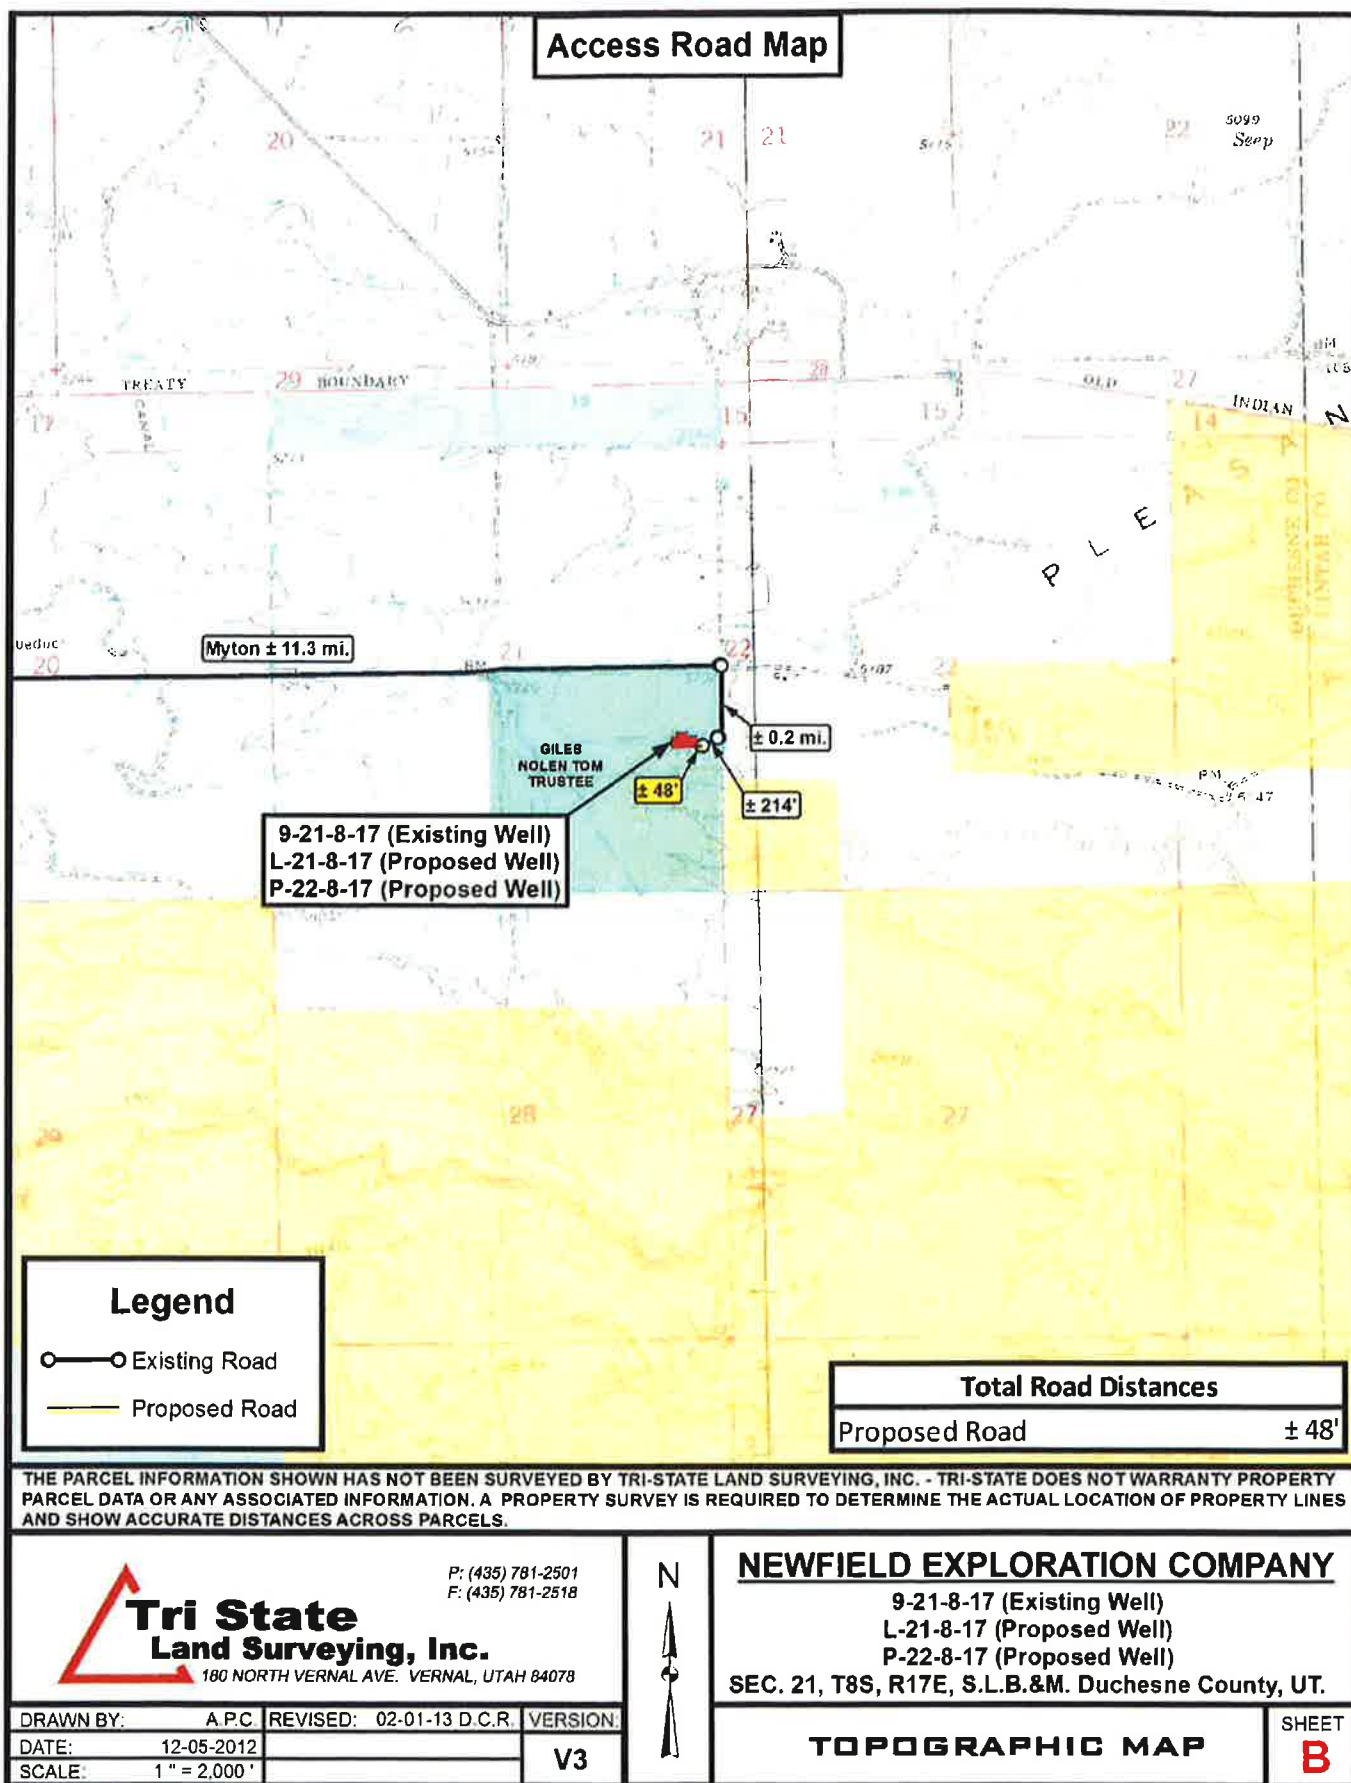 Access Road Map
20
21
21
22
5099
Seep
TREATY
29
BOUNDARY
28
OLD
27
INDIAN
N
17
CANAL
16
15
15
14
P L E A S A N
DUCHESNE CO
UINTAH CO
Myton ± 11.3 mi.
20
21
22
BM
± 0.2 mi.
GILES
NOLEN TOM
TRUSTEE
± 48'
± 214'
9-21-8-17 (Existing Well)
L-21-8-17 (Proposed Well)
P-22-8-17 (Proposed Well)
29
28
27
27
Legend
Existing Road
Proposed Road
Total Road Distances
Proposed Road ± 48'
THE PARCEL INFORMATION SHOWN HAS NOT BEEN SURVEYED BY TRI-STATE LAND SURVEYING, INC. - TRI-STATE DOES NOT WARRANTY PROPERTY
PARCEL DATA OR ANY ASSOCIATED INFORMATION. A PROPERTY SURVEY IS REQUIRED TO DETERMINE THE ACTUAL LOCATION OF PROPERTY LINES
AND SHOW ACCURATE DISTANCES ACROSS PARCELS.
P: (435) 781-2501
F: (435) 781-2518
Tri State
Land Surveying, Inc.
180 NORTH VERNAL AVE. VERNAL, UTAH 84078
N
NEWFIELD EXPLORATION COMPANY
9-21-8-17 (Existing Well)
L-21-8-17 (Proposed Well)
P-22-8-17 (Proposed Well)
SEC. 21, T8S, R17E, S.L.B.&M. Duchesne County, UT.
DRAWN BY: A.P.C. REVISED: 02-01-13 D.C.R. VERSION:
DATE: 12-05-2012
V3
SCALE: 1 " = 2,000 '
TOPOGRAPHIC MAP
SHEET
B